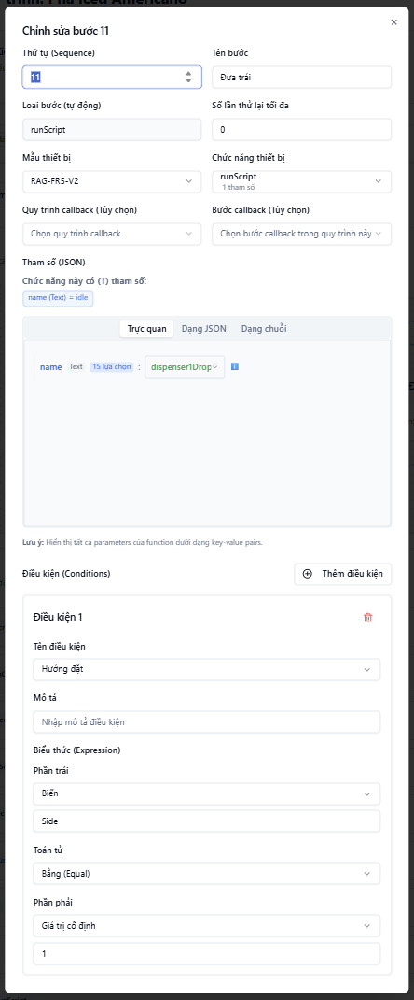 Chỉnh sửa bước 11
Thứ tự (Sequence)
Tên bước
11
Đưa trái
Loại bước (tự động)
Số lần thử lại tối đa
runScript
0
Mẫu thiết bị
Chức năng thiết bị
RAG-FR5-V2
runScript
1 tham số
Quy trình callback (Tùy chọn)
Bước callback (Tùy chọn)
Chọn quy trình callback
Chọn bước callback trong quy trình này
Tham số (JSON)
Chức năng này có (1) tham số:
name (Text) = idle
Trực quan
Dạng JSON
Dạng chuỗi
name Text 15 lựa chọn : dispenser1Drop
Lưu ý: Hiển thị tất cả parameters của function dưới dạng key-value pairs.
Điều kiện (Conditions)
Thêm điều kiện
Điều kiện 1
Tên điều kiện
Hướng đặt
Mô tả
Nhập mô tả điều kiện
Biểu thức (Expression)
Phần trái
Biến
Side
Toán tử
Bằng (Equal)
Phần phải
Giá trị cố định
1